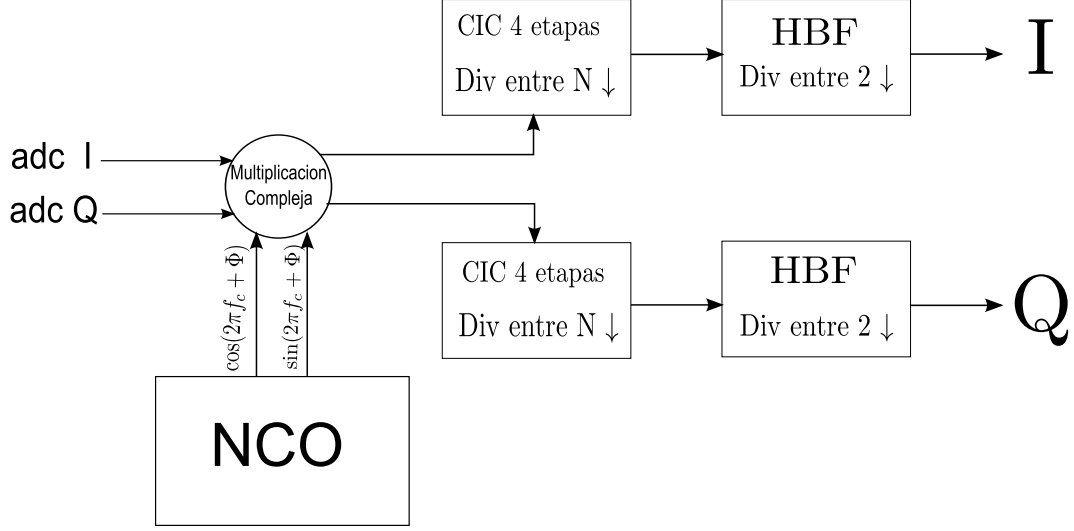 CIC 4 etapas
Div entre N ↓
HBF
Div entre 2 ↓
I
adc I
adc Q
Multiplicacion
Compleja
CIC 4 etapas
Div entre N ↓
HBF
Div entre 2 ↓
Q
cos(2πf_c + Φ)
sin(2πf_c + Φ)
NCO